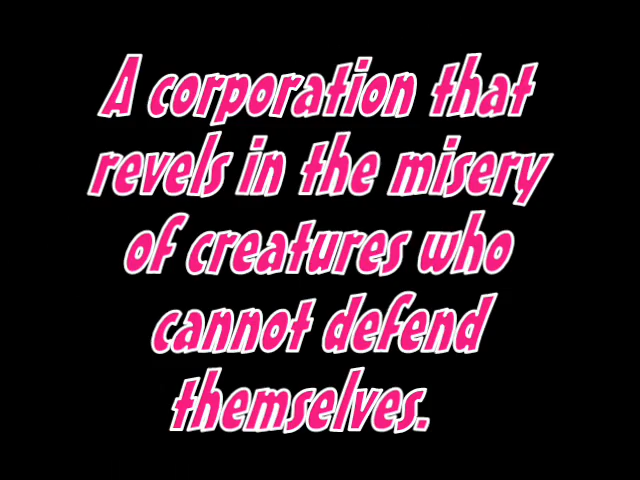 A corporation that
revels in the misery
of creatures who
cannot defend
themselves.